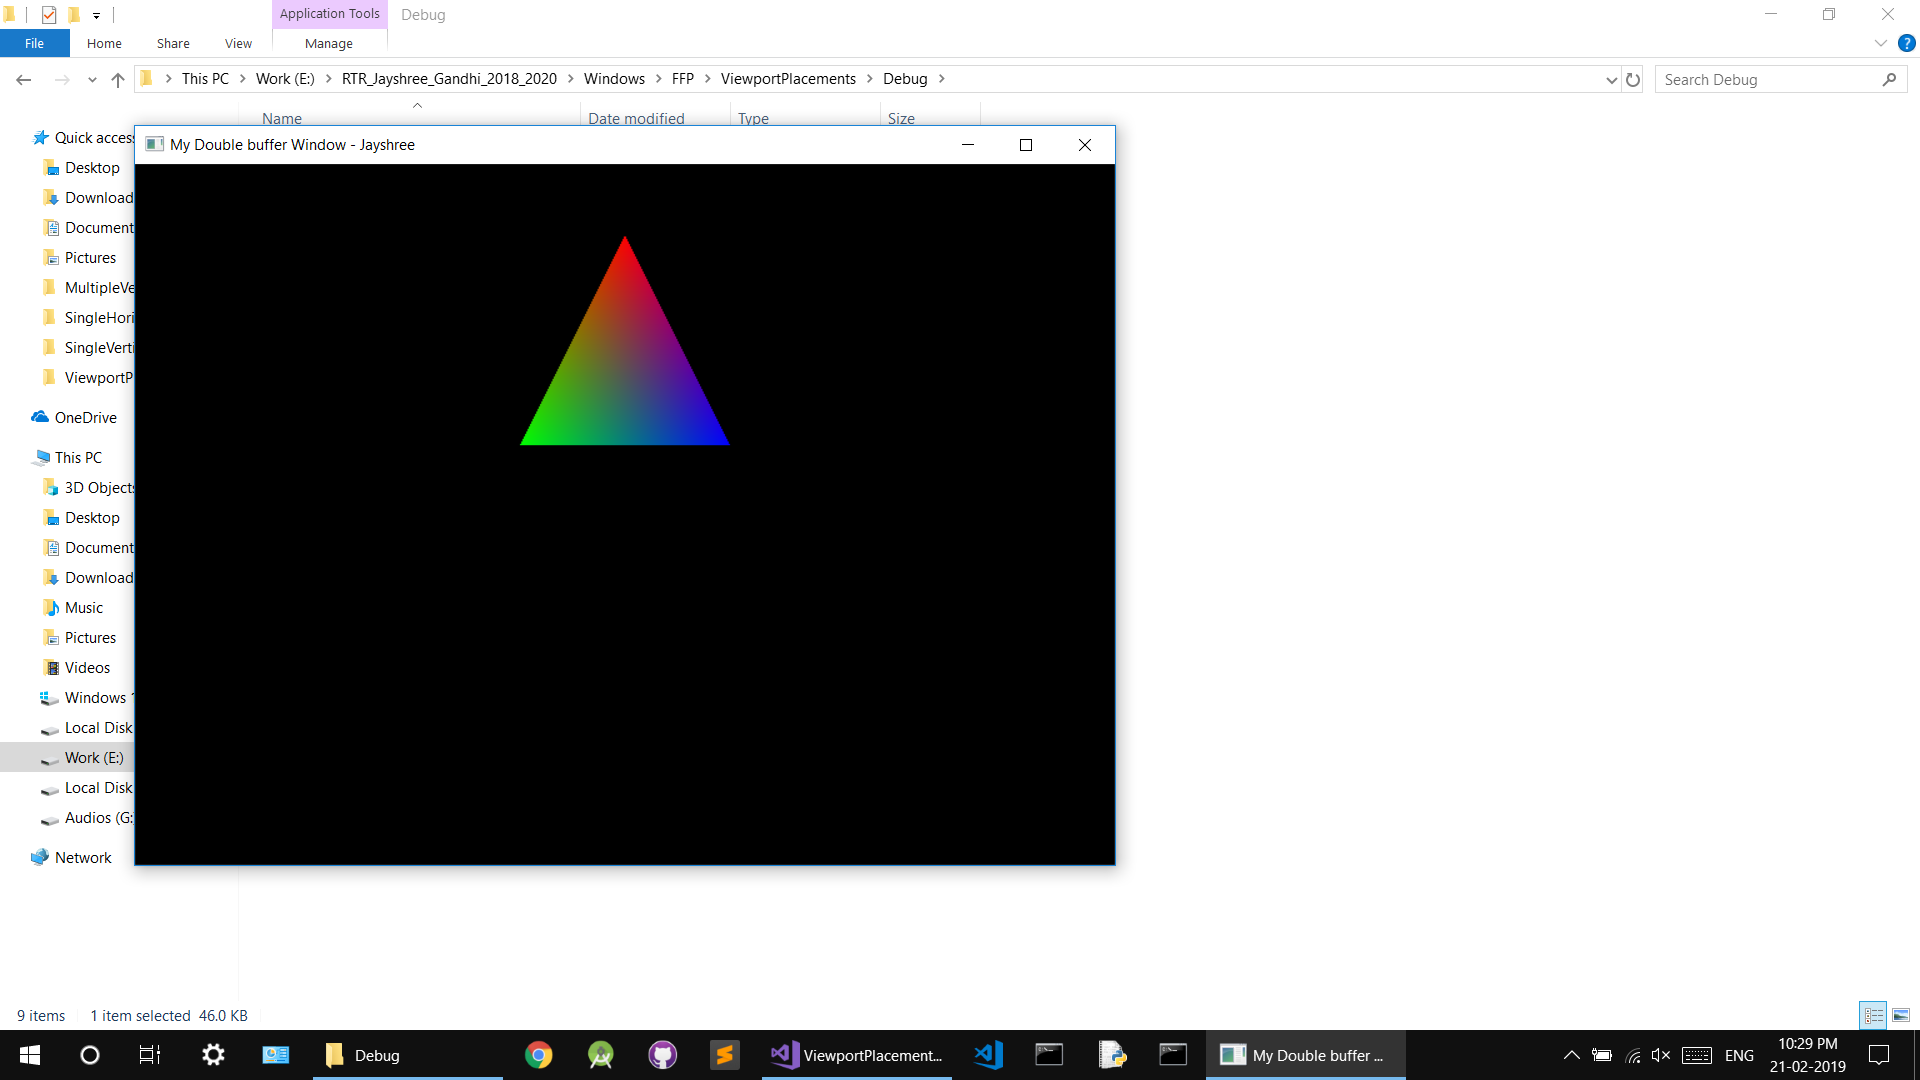 Application Tools Debug
File Home Share View Manage
This PC Work (E:) RTR_Jayshree_Gandhi_2018_2020 Windows FFP ViewportPlacements Debug Search Debug
Name Date modified Type Size
My Double buffer Window - Jayshree
Quick access
Desktop
Download
Document
Pictures
MultipleVe
SingleHori
SingleVerti
ViewportP
OneDrive
This PC
3D Objects
Desktop
Document
Download
Music
Pictures
Videos
Windows 1
Local Disk
Work (E:)
Local Disk
Audios (G:
Network
9 items 1 item selected 46.0 KB
Debug ViewportPlacement... My Double buffer ... ENG 10:29 PM
21-02-2019